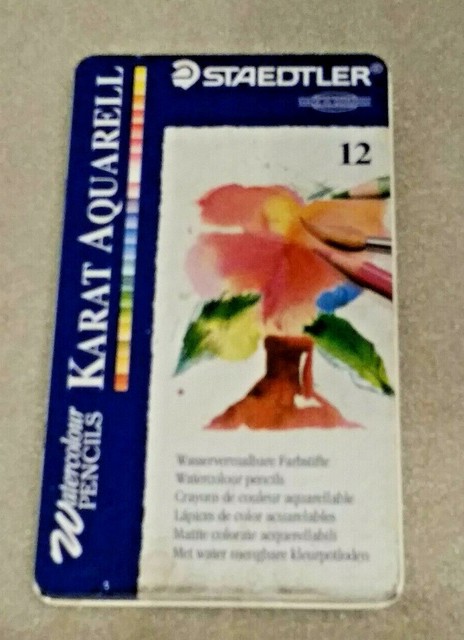 STAEDTLER®
12
KARAT AQUARELL
Watercolour
PENCILS
Wasservermalbare Farbstifte
Watercolour pencils
Crayons de couleur aquarellable
Lápices de color acuarelables
Matite colorate acquerellabili
Met water mengbare kleurpotloden